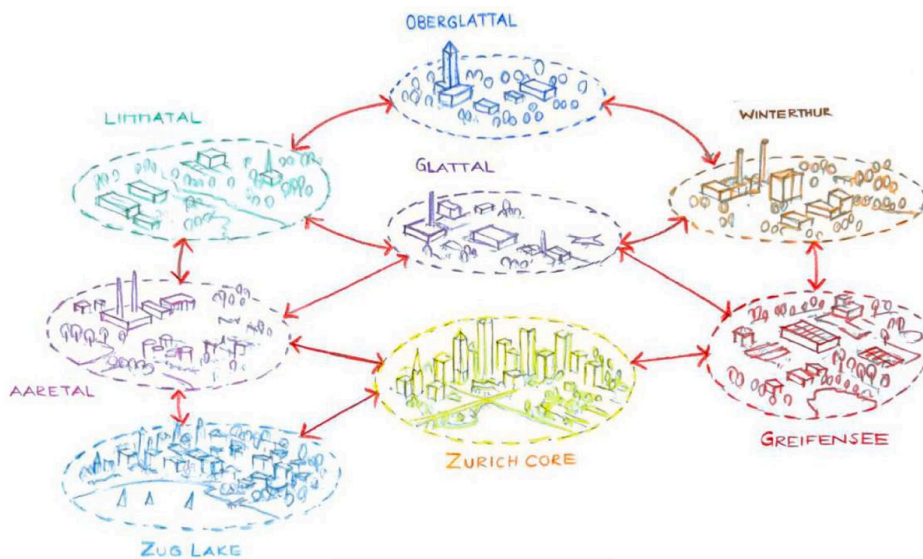 OBERGLATTAL
LIMMATAL
WINTERTHUR
GLATTAL
AARETAL
GREIFENSEE
ZURICH CORE
ZUG LAKE